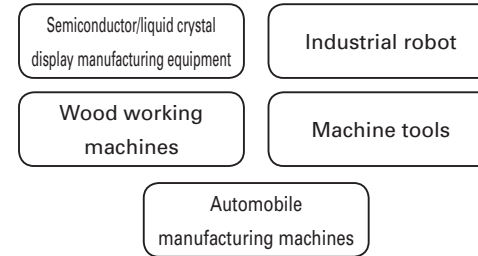 Semiconductor/liquid crystal
display manufacturing equipment
Industrial robot
Wood working
machines
Machine tools
Automobile
manufacturing machines